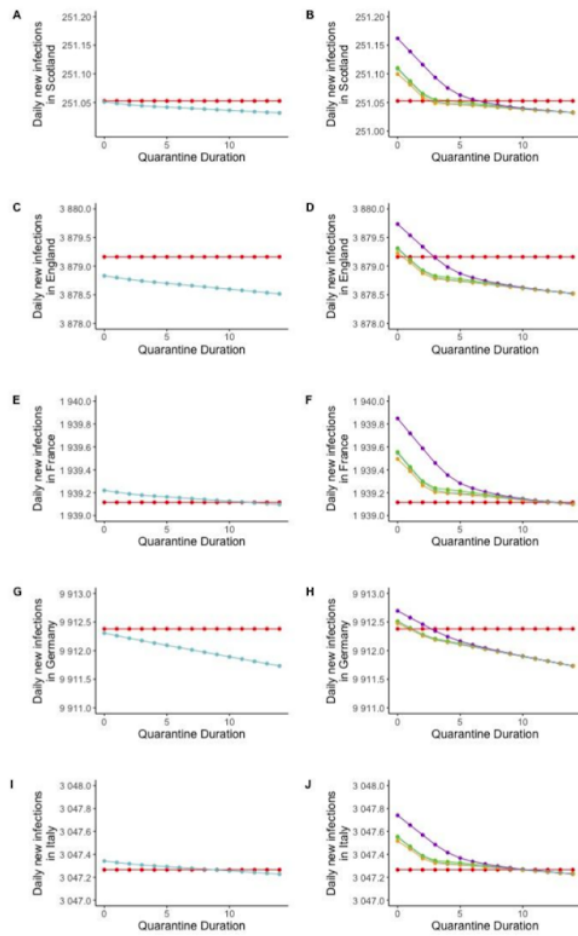 A
251.20
251.15
251.10
251.05
Daily new infections
in Scotland
0 5 10
Quarantine Duration
B
251.20
251.15
251.10
251.05
251.00
Daily new infections
in Scotland
0 5 10
Quarantine Duration
C
3 880.0
3 879.5
3 879.0
3 878.5
3 878.0
Daily new infections
in England
0 5 10
Quarantine Duration
D
3 880.0
3 879.5
3 879.0
3 878.5
3 878.0
Daily new infections
in England
0 5 10
Quarantine Duration
E
1 940.0
1 939.8
1 939.6
1 939.4
1 939.2
1 939.0
Daily new infections
in France
0 5 10
Quarantine Duration
F
1 940.0
1 939.8
1 939.6
1 939.4
1 939.2
1 939.0
Daily new infections
in France
0 5 10
Quarantine Duration
G
9 913.0
9 912.5
9 912.0
9 911.5
9 911.0
Daily new infections
in Germany
0 5 10
Quarantine Duration
H
9 913.0
9 912.5
9 912.0
9 911.5
9 911.0
Daily new infections
in Germany
0 5 10
Quarantine Duration
I
3 048.0
3 047.8
3 047.6
3 047.4
3 047.2
3 047.0
Daily new infections
in Italy
0 5 10
Quarantine Duration
J
3 048.0
3 047.8
3 047.6
3 047.4
3 047.2
3 047.0
Daily new infections
in Italy
0 5 10
Quarantine Duration